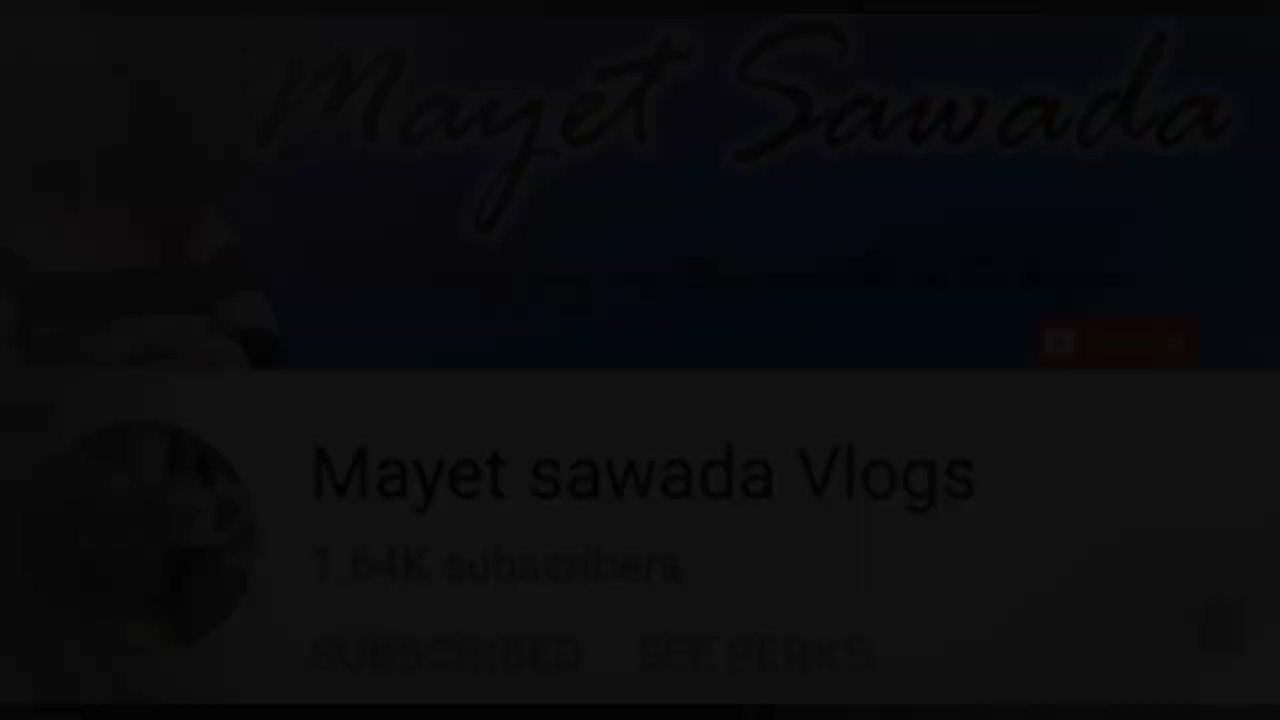 Mayet Sawada
Mayet sawada Vlogs
1.64K subscribers
SUBSCRIBED SEE PERKS